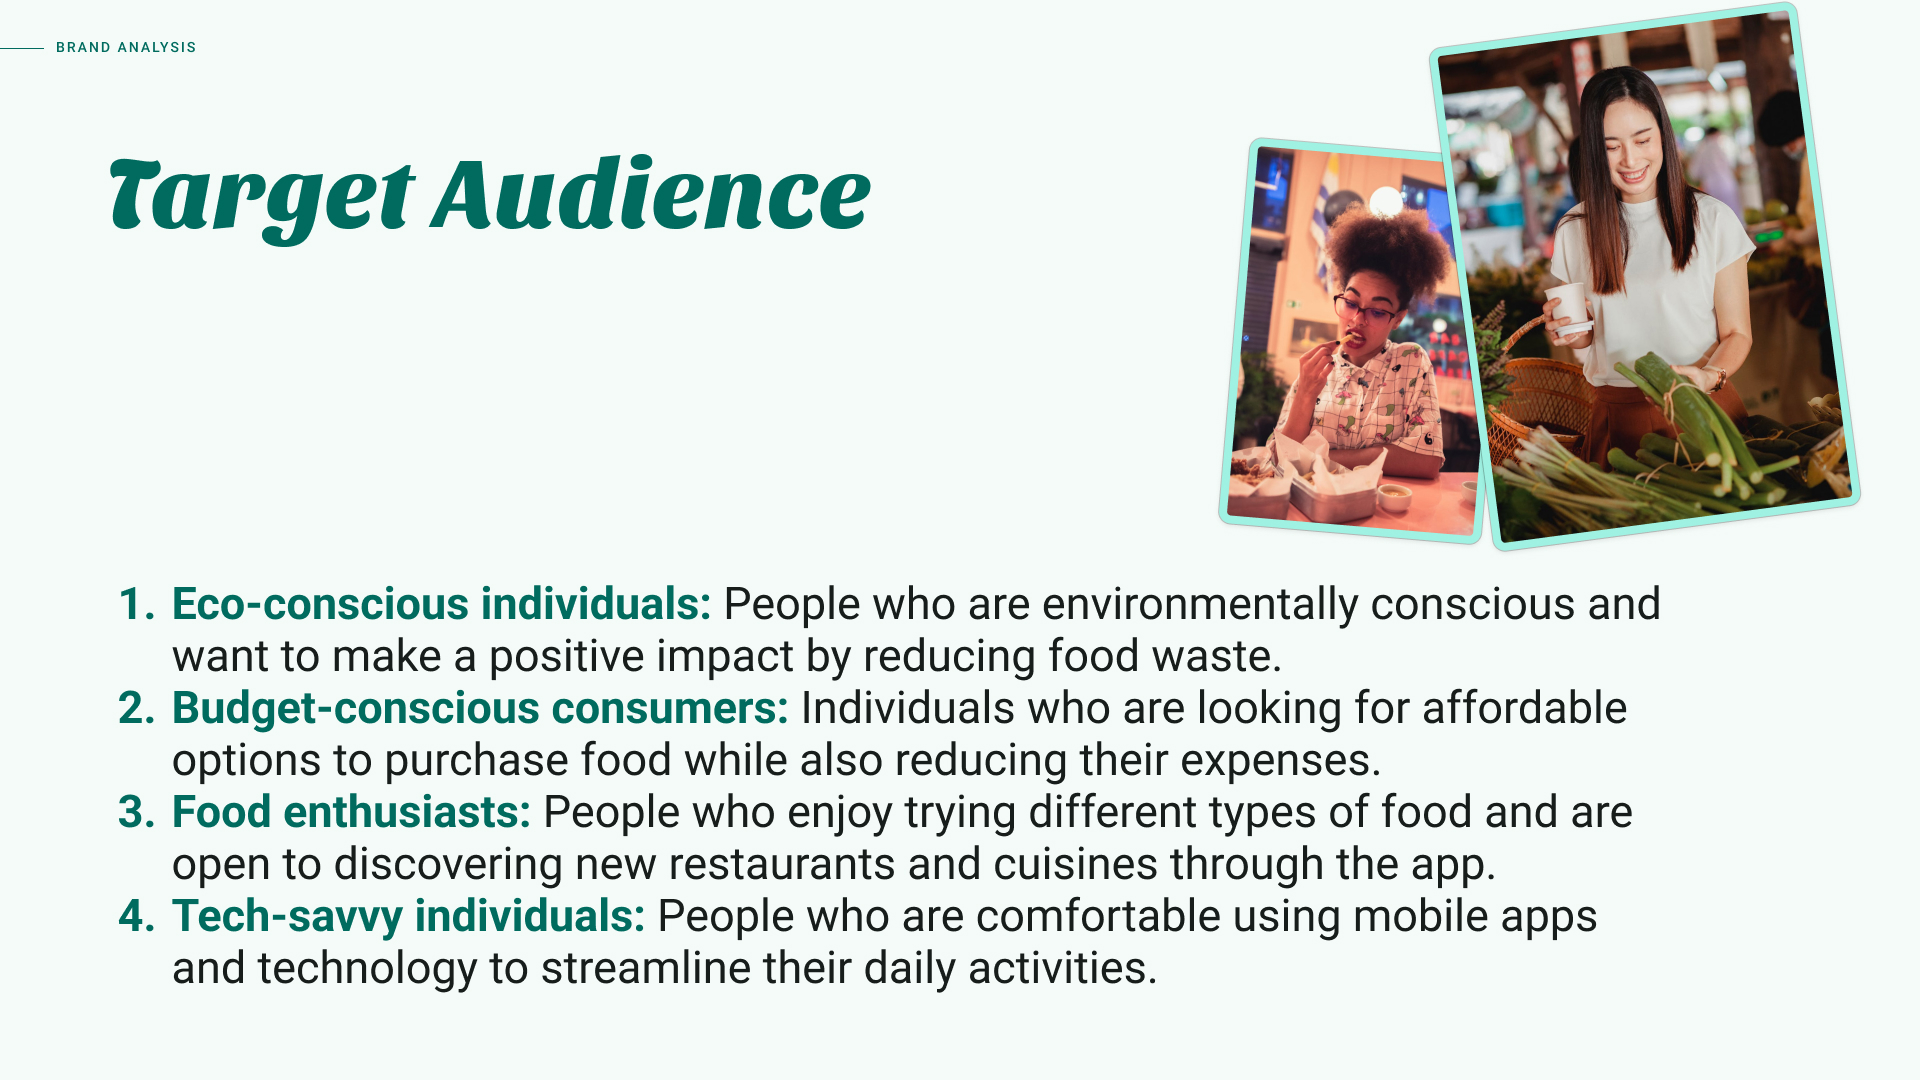 BRAND ANALYSIS
Target Audience
1. Eco-conscious individuals: People who are environmentally conscious and
want to make a positive impact by reducing food waste.
2. Budget-conscious consumers: Individuals who are looking for affordable
options to purchase food while also reducing their expenses.
3. Food enthusiasts: People who enjoy trying different types of food and are
open to discovering new restaurants and cuisines through the app.
4. Tech-savvy individuals: People who are comfortable using mobile apps
and technology to streamline their daily activities.